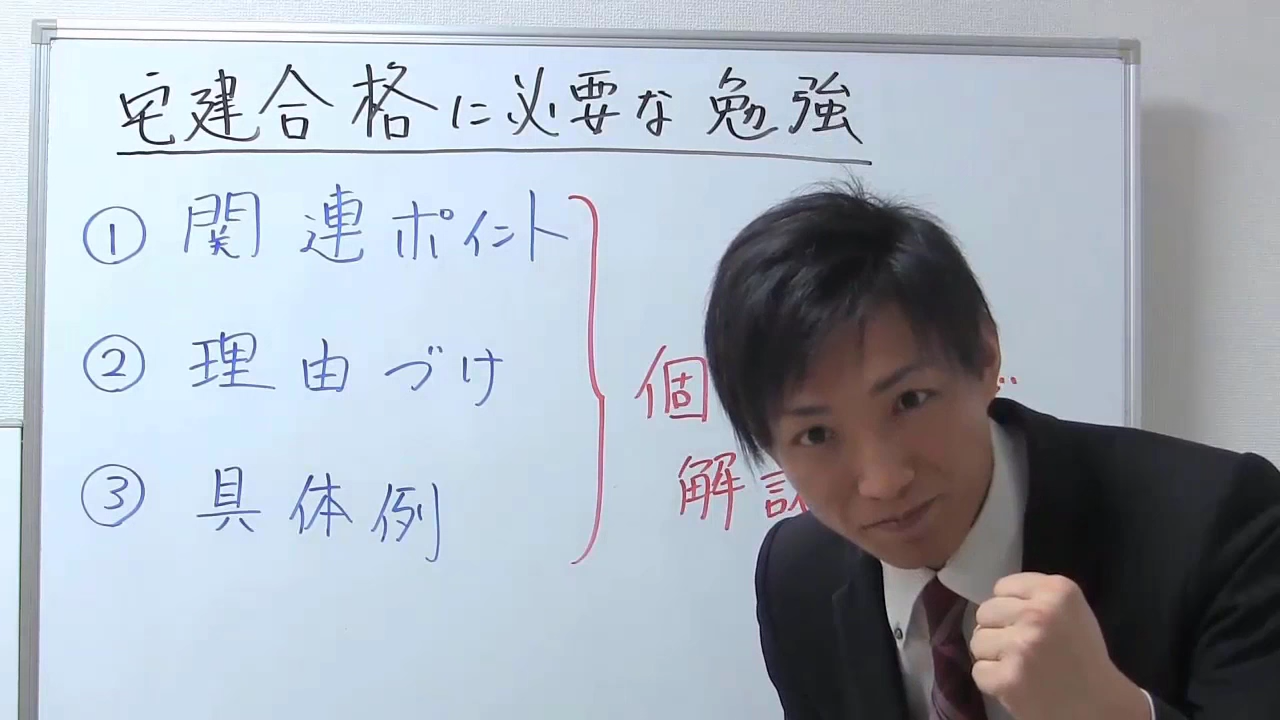 宅建合格に必要な勉強
① 関連ポイント
② 理由づけ
③ 具体例
個
解説